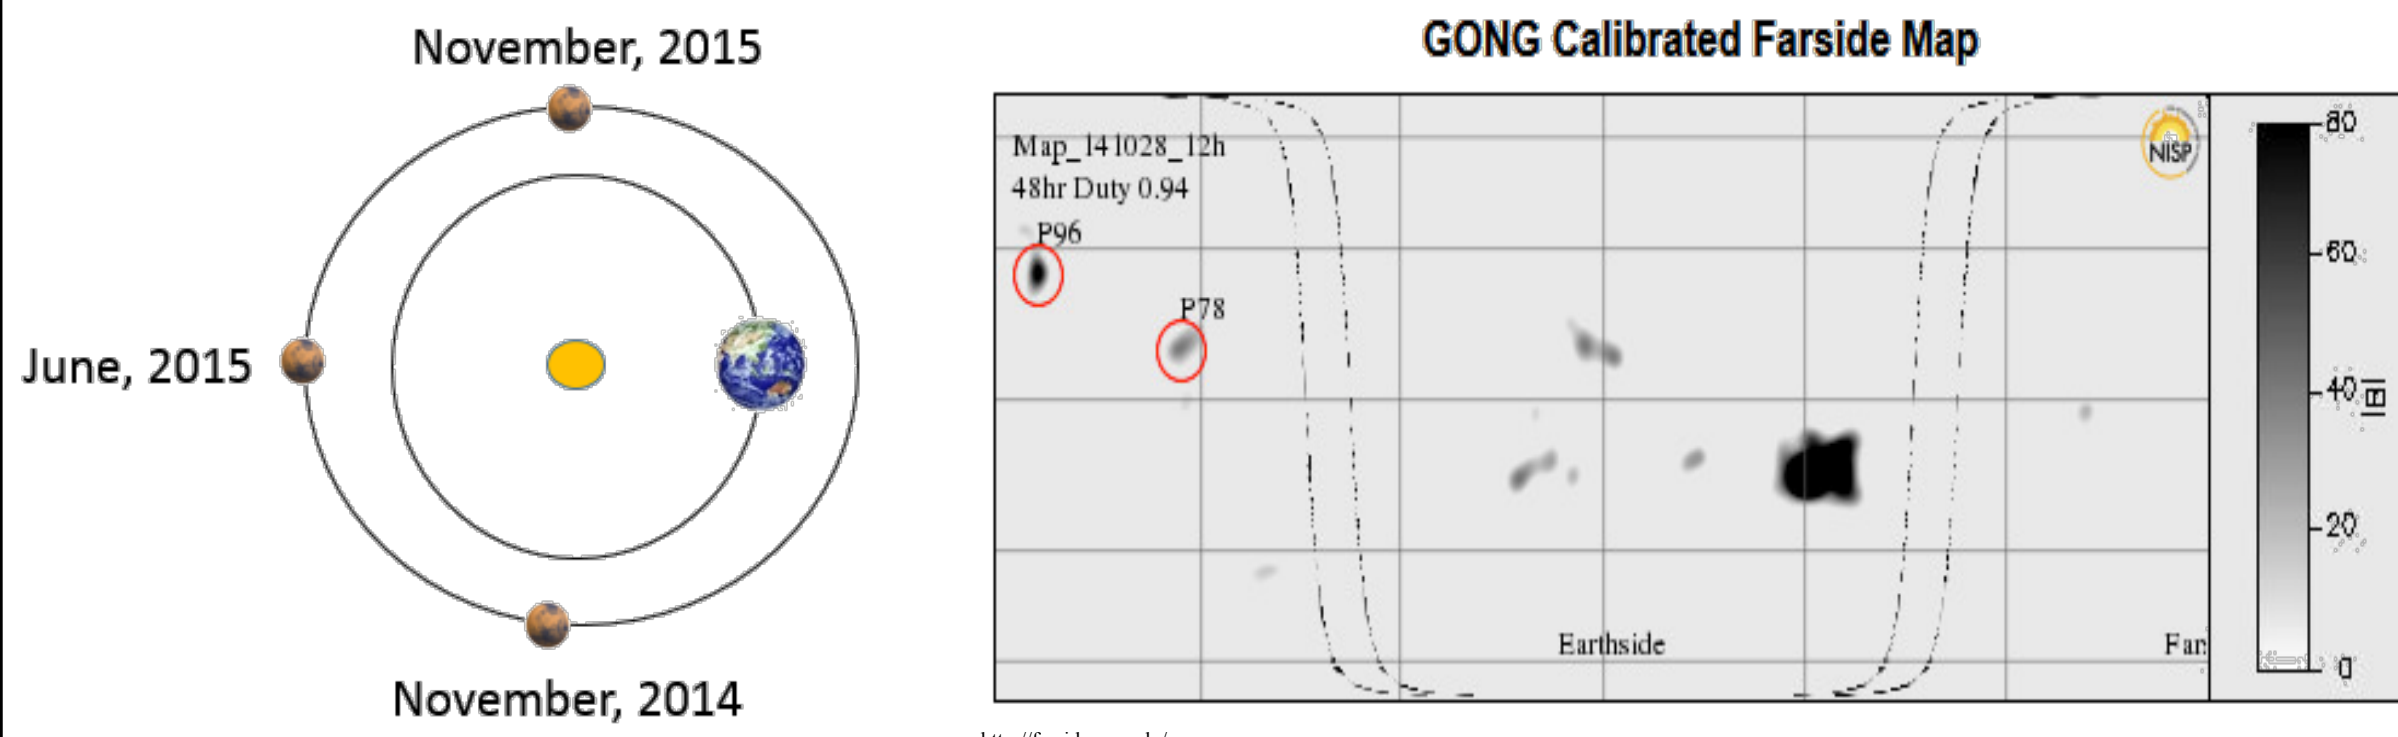 November, 2015
June, 2015
November, 2014
GONG Calibrated Farside Map
Map_141028_12h
48hr Duty 0.94
P96
P78
Earthside
Far
NISP
80
60
40
20
0
|B|